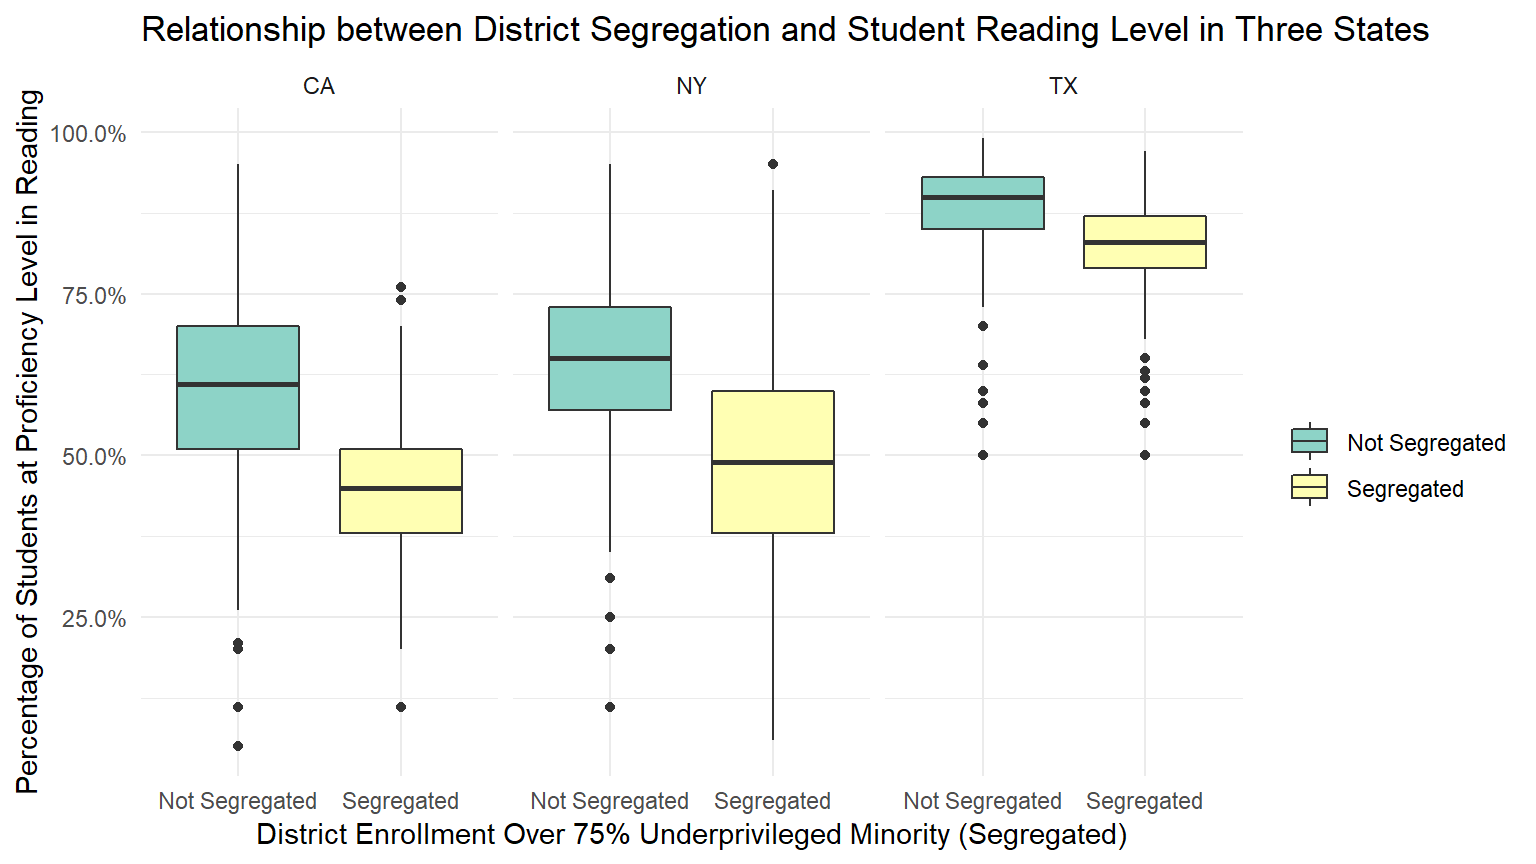 Relationship between District Segregation and Student Reading Level in Three States
CA
NY
TX
Percentage of Students at Proficiency Level in Reading
100.0%
75.0%
50.0%
25.0%
Not Segregated
Segregated
Not Segregated
Segregated
Not Segregated
Segregated
District Enrollment Over 75% Underprivileged Minority (Segregated)
Not Segregated
Segregated